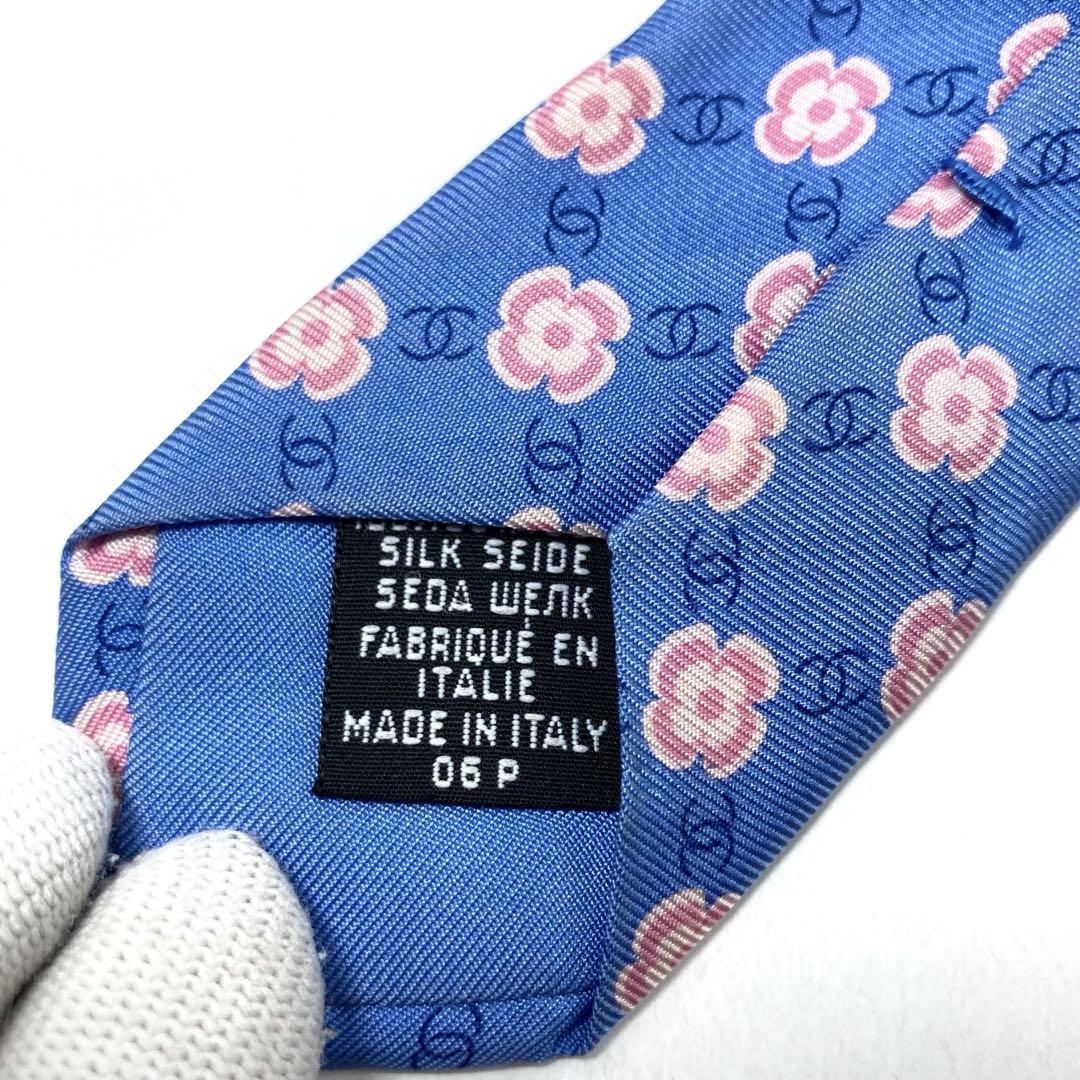 SILK SEIDE
SEDA ШЕЛК
FABRIQUÉ EN
ITALIE
MADE IN ITALY
06 P